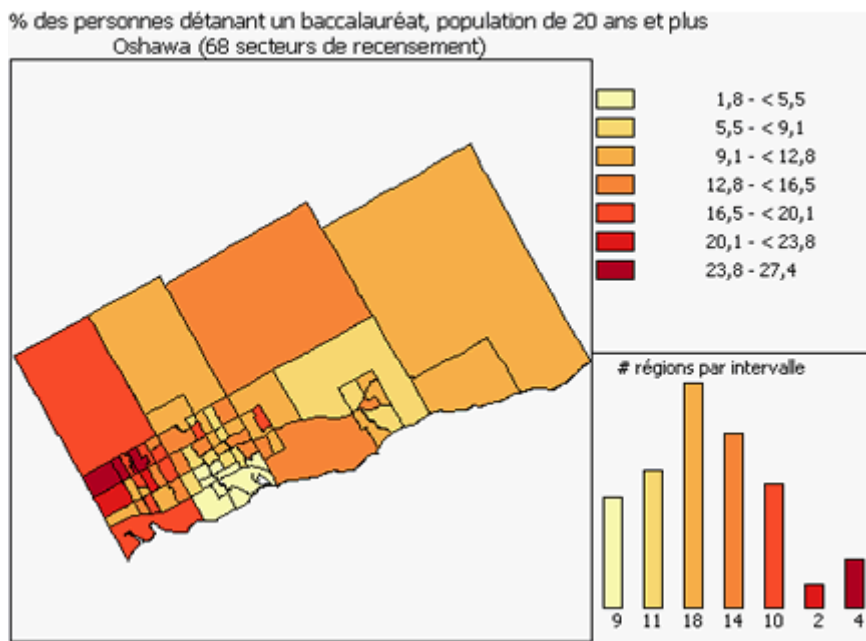 % des personnes détanant un baccalauréat, population de 20 ans et plus
Oshawa (68 secteurs de recensement)
1,8 - < 5,5
5,5 - < 9,1
9,1 - < 12,8
12,8 - < 16,5
16,5 - < 20,1
20,1 - < 23,8
23,8 - 27,4
# régions par intervalle
9 11 18 14 10 2 4